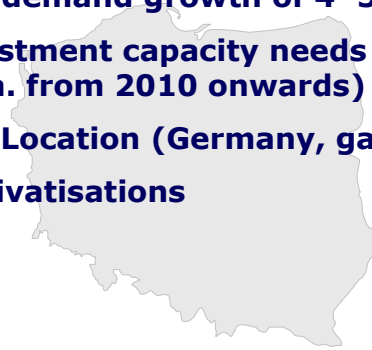 demand growth of 4
stment capacity needs
. from 2010 onwards)
Location (Germany, ga
ivatisations